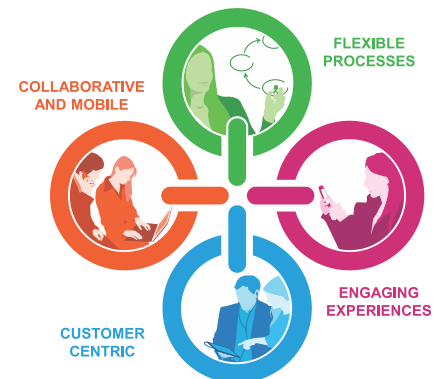 FLEXIBLE
PROCESSES
COLLABORATIVE
AND MOBILE
ENGAGING
EXPERIENCES
CUSTOMER
CENTRIC